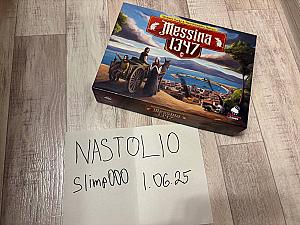 Messina
1347
NASTOLIO
Slimp000 1.06.25